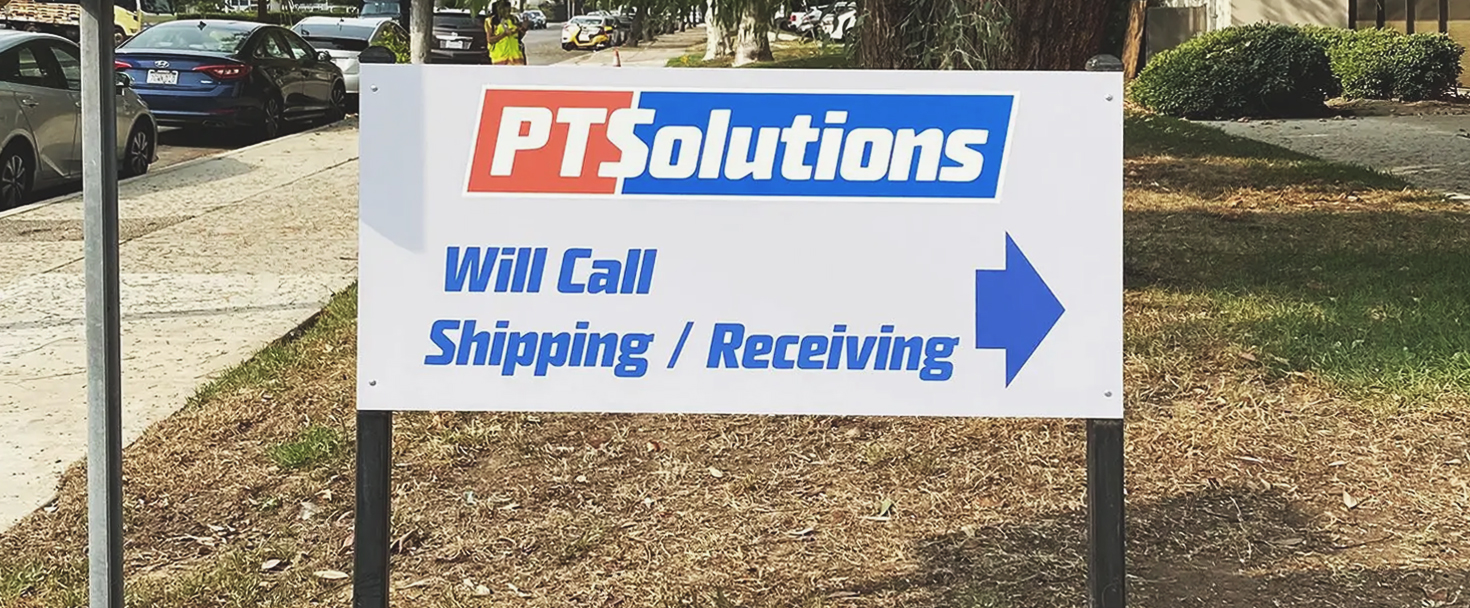 PTSolutions
Will Call
Shipping / Receiving